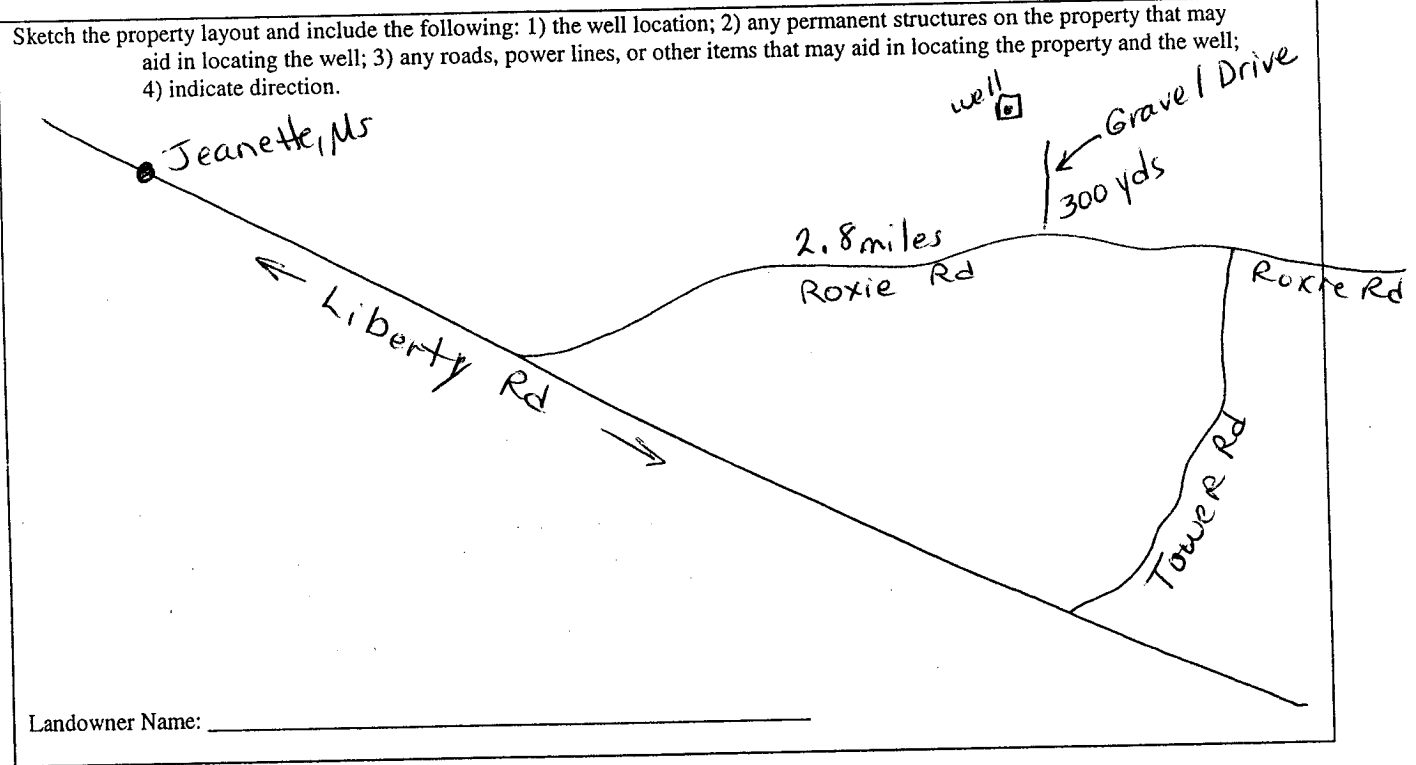 Sketch the property layout and include the following: 1) the well location; 2) any permanent structures on the property that may
aid in locating the well; 3) any roads, power lines, or other items that may aid in locating the property and the well;
4) indicate direction.
well
Gravel Drive
Jeanette, Ms
300 yds
2.8 miles
Roxie Rd
Roxie Rd
Liberty Rd
Tower Rd
Landowner Name: